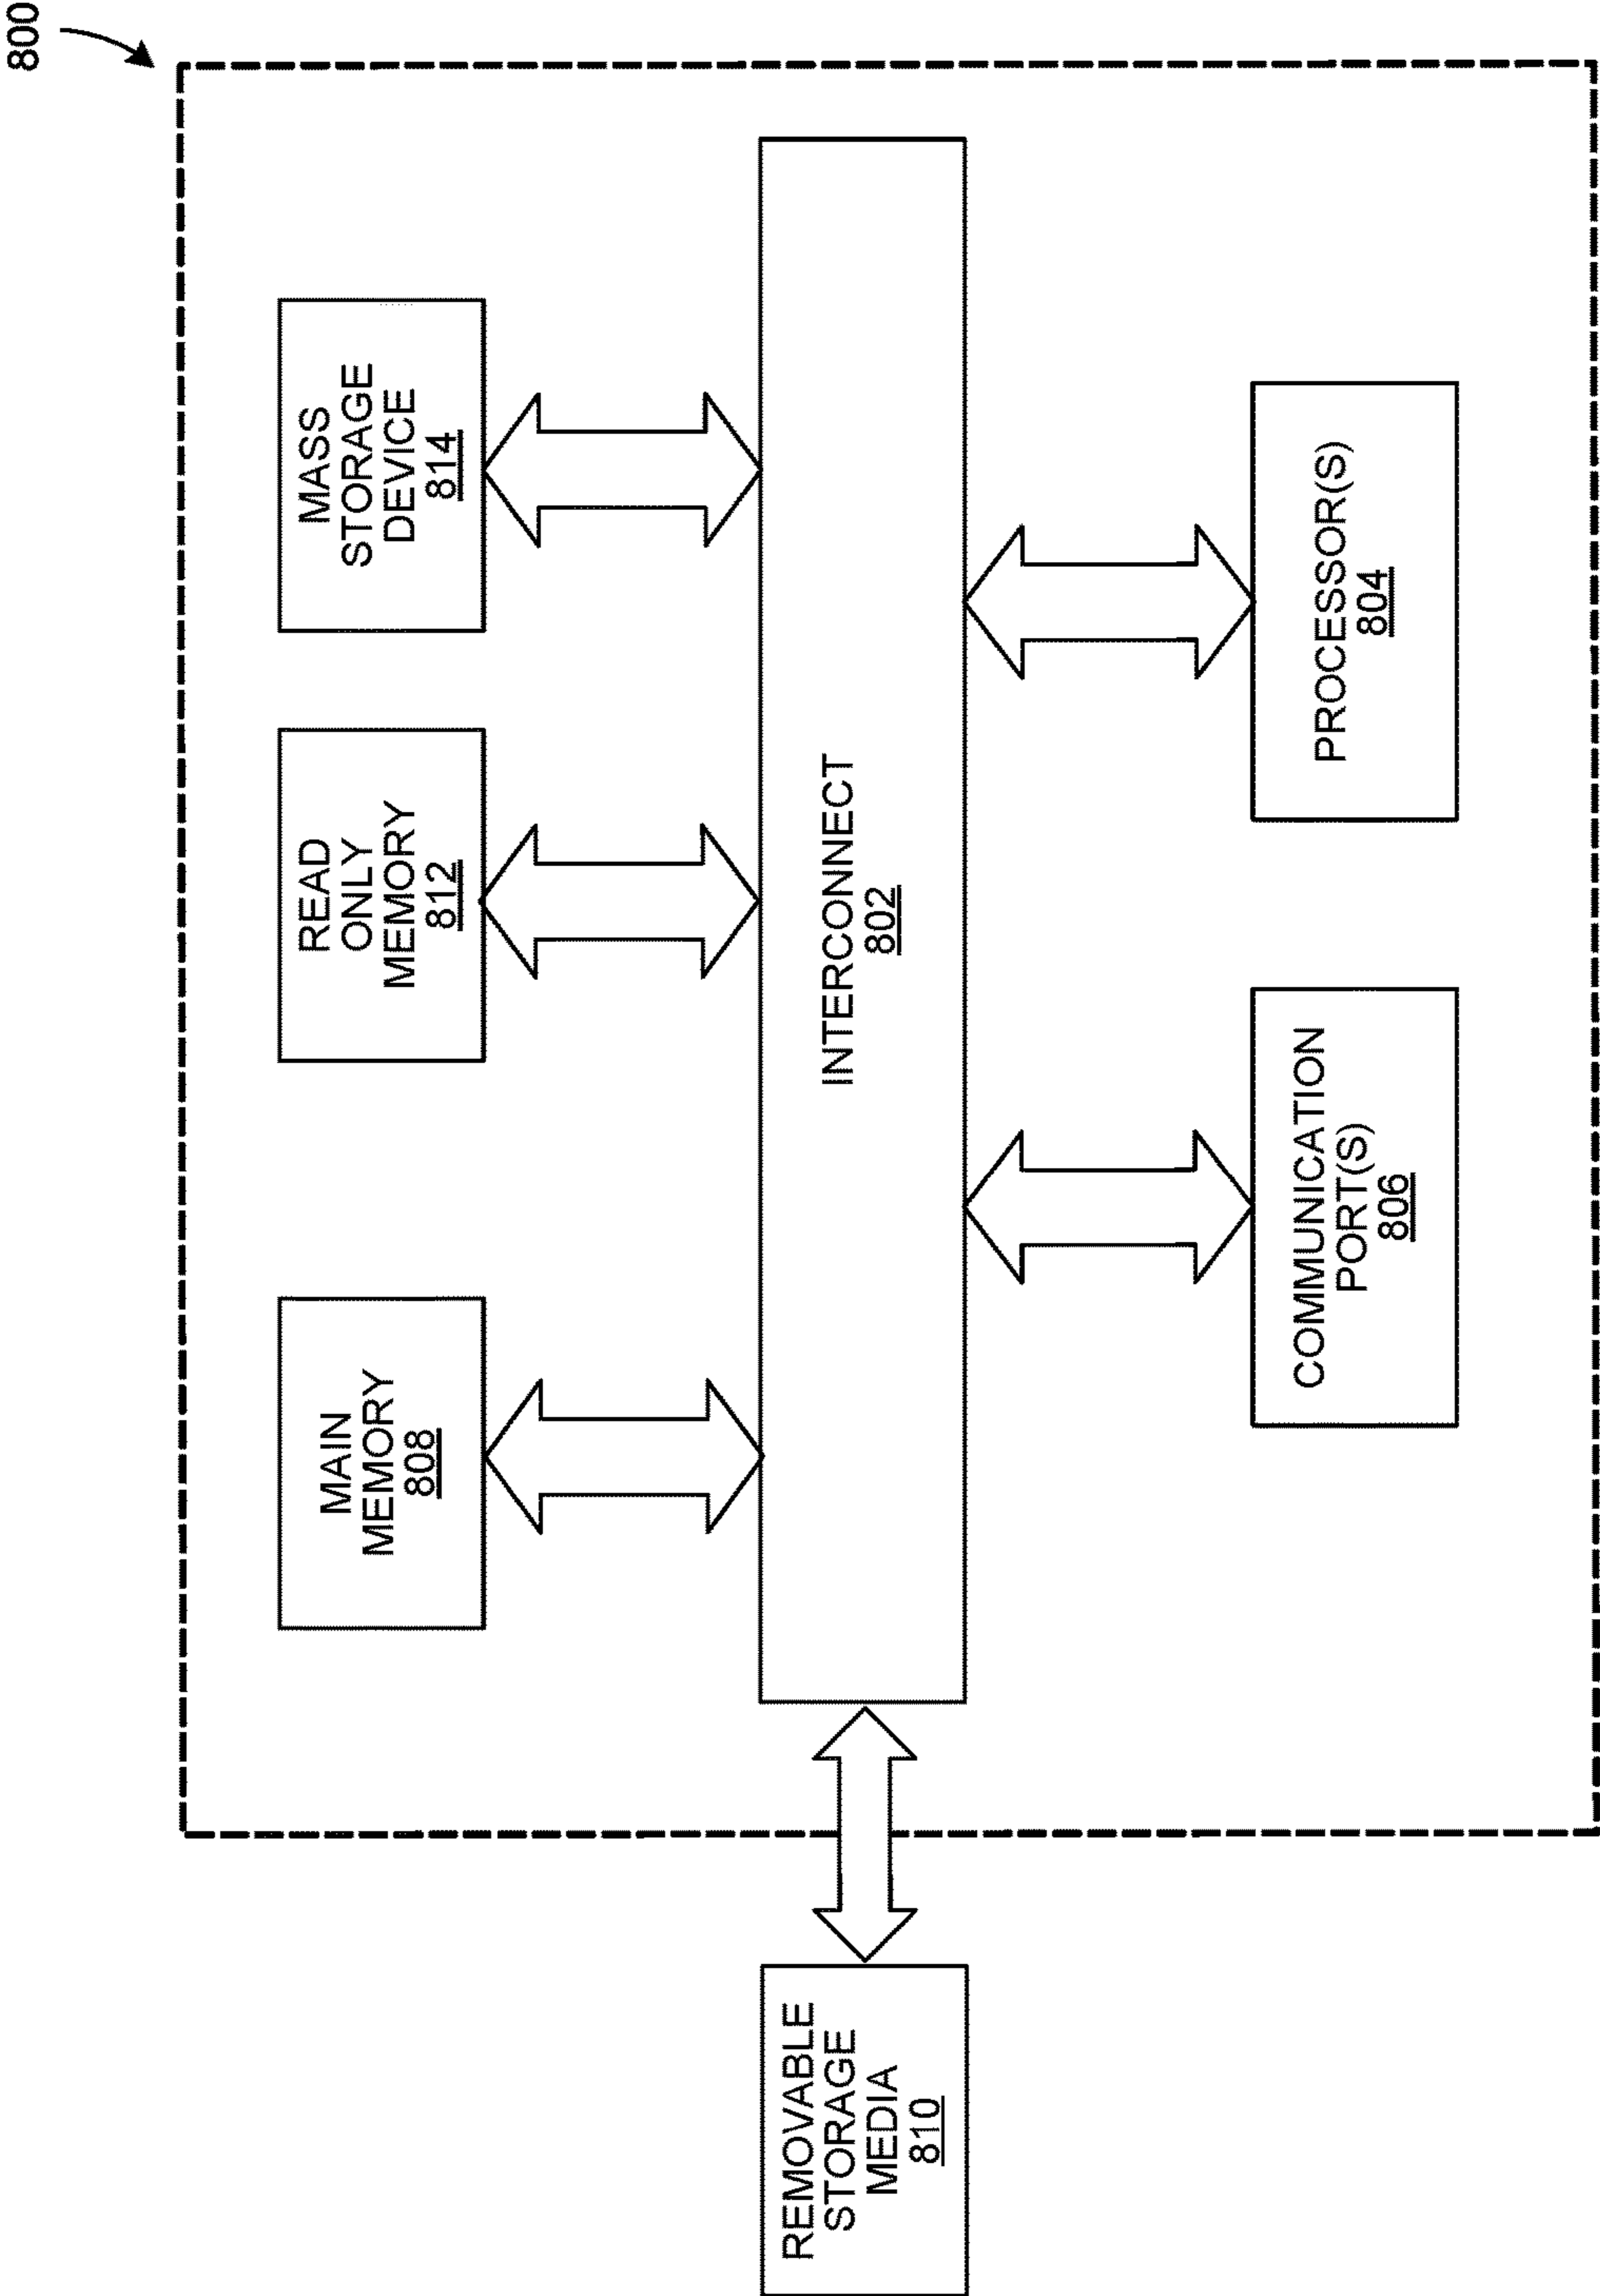 800
MAIN
MEMORY
808
READ
ONLY
MEMORY
812
MASS
STORAGE
DEVICE
814
REMOVABLE
STORAGE
MEDIA
810
INTERCONNECT
802
COMMUNICATION
PORT(S)
806
PROCESSOR(S)
804